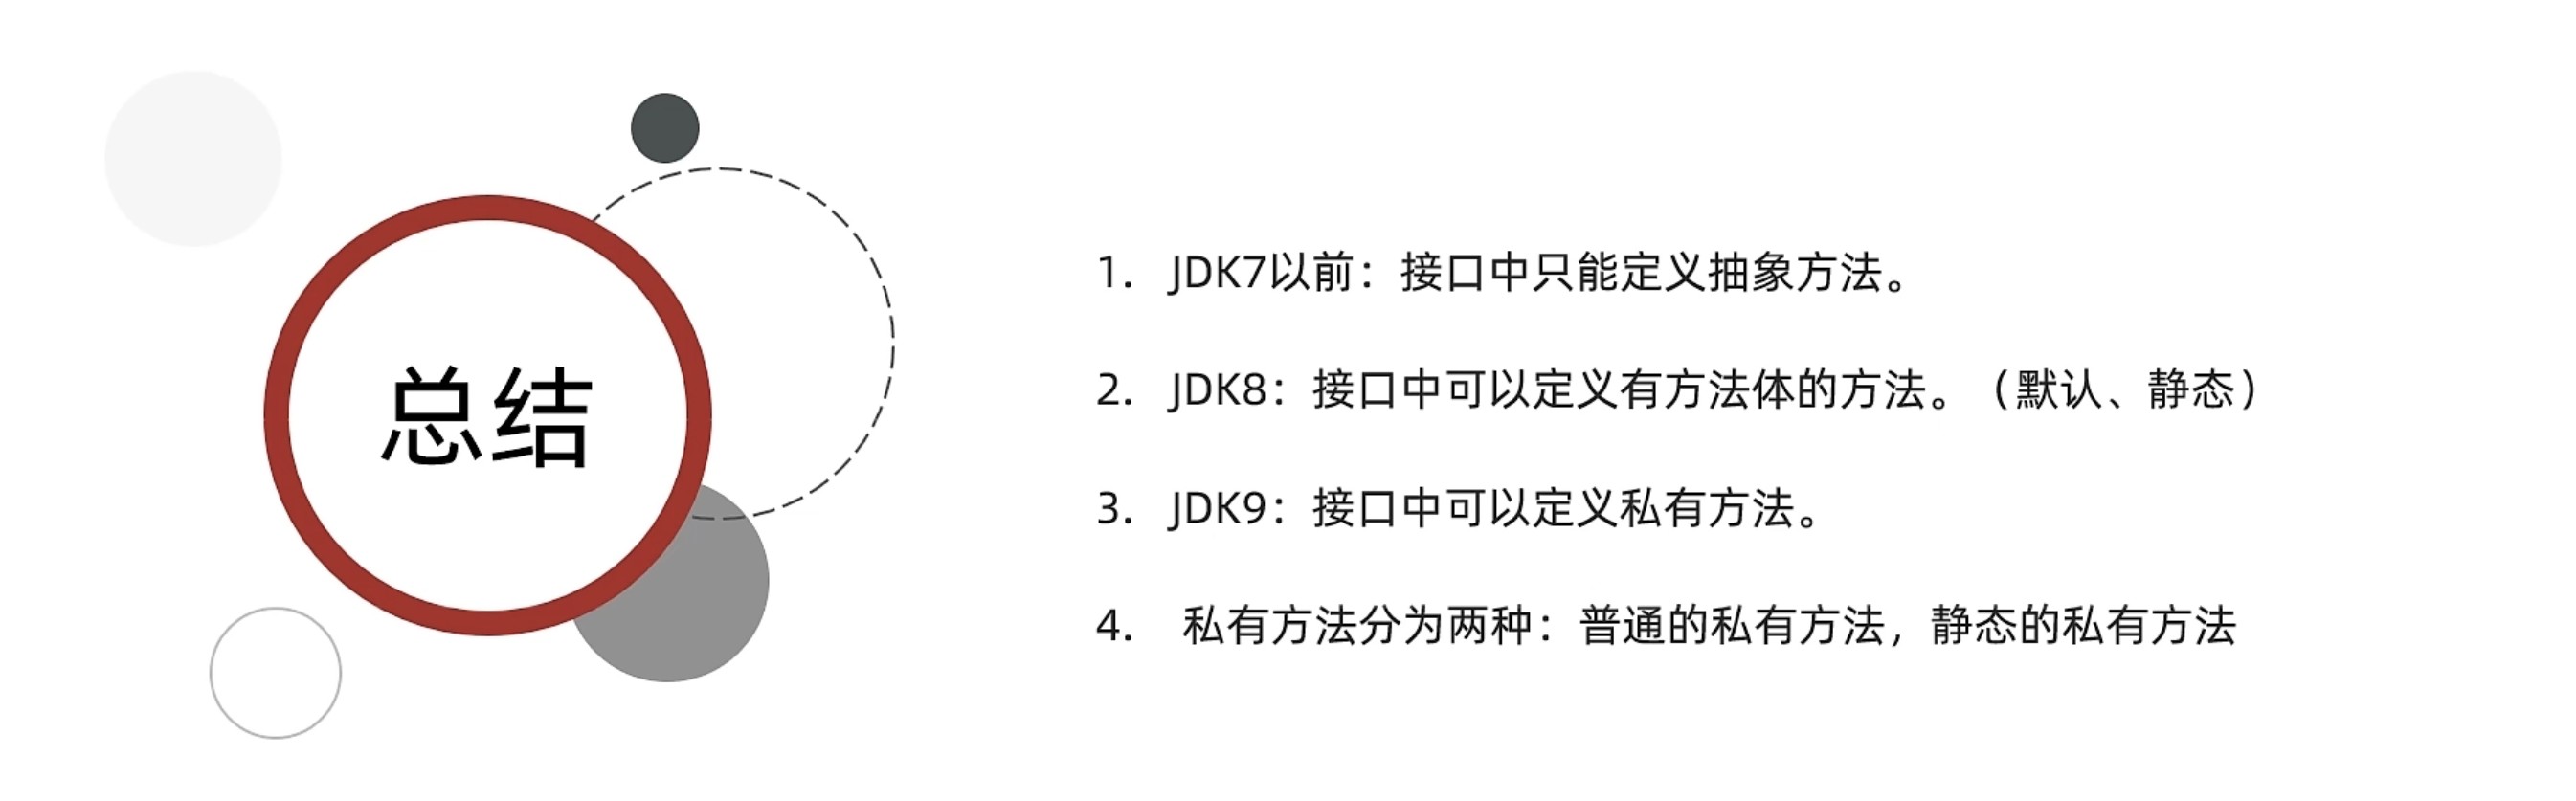 总结
1. JDK7以前：接口中只能定义抽象方法。
2. JDK8：接口中可以定义有方法体的方法。（默认、静态）
3. JDK9：接口中可以定义私有方法。
4. 私有方法分为两种：普通的私有方法，静态的私有方法